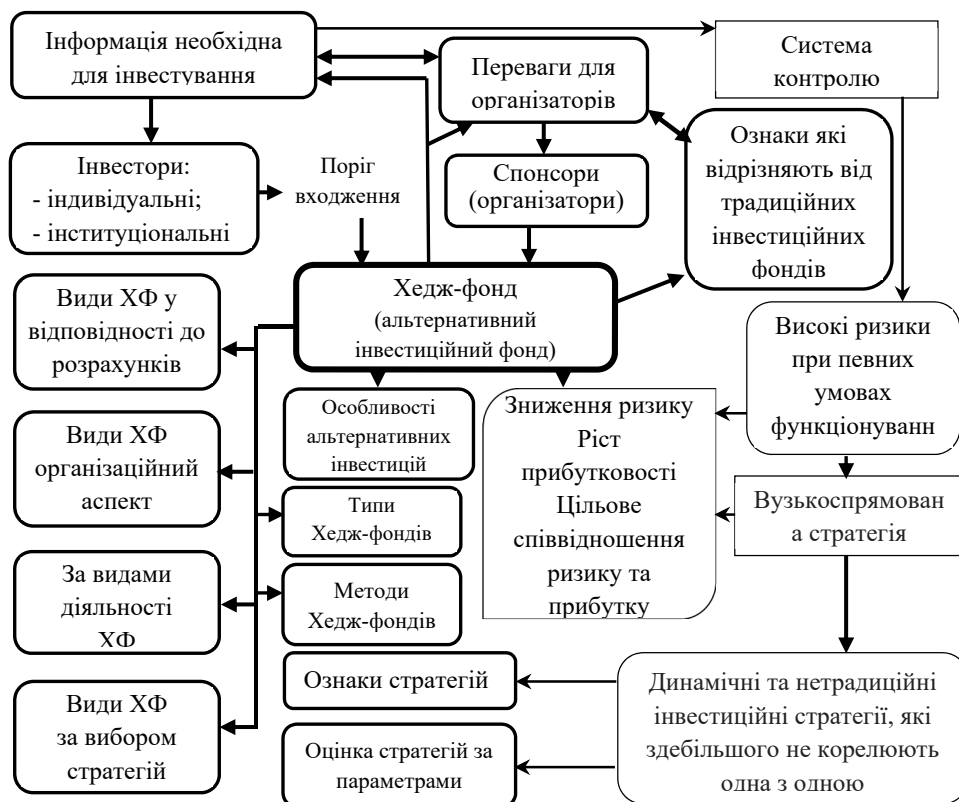 Інформація необхідна
для інвестування
Система
контролю
Переваги для
організаторів
Ознаки які
відрізняють від
традиційних
інвестиційних
фондів
Інвестори:
- індивідуальні;
- інституціональні
Поріг
входження
Спонсори
(організатори)
Хедж-фонд
(альтернативний
інвестиційний фонд)
Види ХФ у
відповідності до
розрахунків
Високі ризики
при певних
умовах
функціонуванн
Особливості
альтернативних
інвестицій
Зниження ризику
Ріст
прибутковості
Цільове
співвідношення
ризику та
прибутку
Види ХФ
організаційний
аспект
Типи
Хедж-фондів
Вузькоспрямован
а стратегія
За видами
діяльності
ХФ
Методи
Хедж-фондів
Ознаки стратегій
Динамічні та нетрадиційні
інвестиційні стратегії, які
здебільшого не корелюють
одна з одною
Види ХФ
за вибором
стратегій
Оцінка стратегій за
параметрами